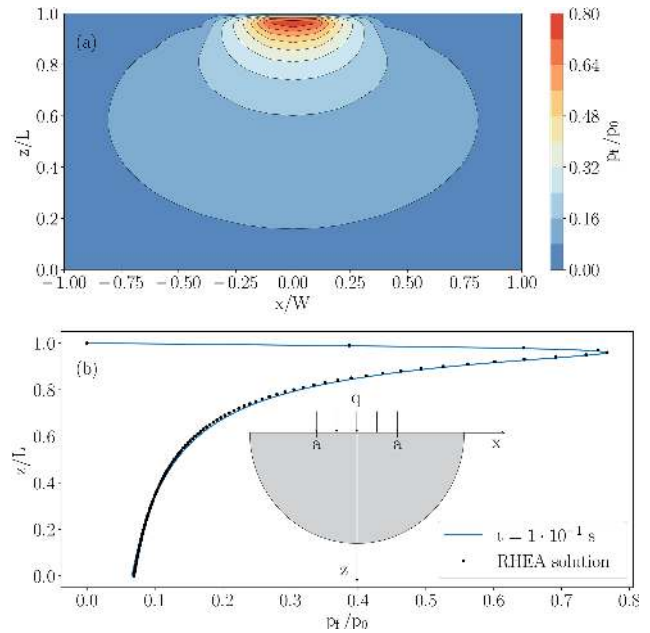 (a)
z/L
1.0
0.8
0.6
0.4
0.2
0.0
−1.00 −0.75 −0.50 −0.25 0.00 0.25 0.50 0.75 1.00
x/W
0.80
0.64
0.48
0.32
0.16
0.00
p_f/p_0
(b)
z/L
1.0
0.8
0.6
0.4
0.2
0.0
q
a a x
z
t = 1 · 10⁻¹ s
RHEA solution
0.0 0.1 0.2 0.3 0.4 0.5 0.6 0.7 0.8
p_f/p_0